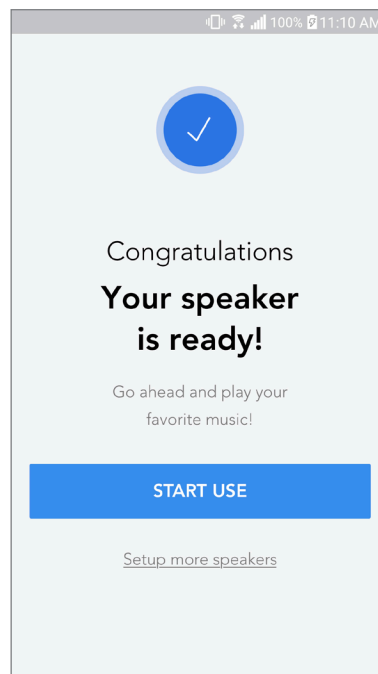 100% 11:10 AM
Congratulations
Your speaker
is ready!
Go ahead and play your
favorite music!
START USE
Setup more speakers